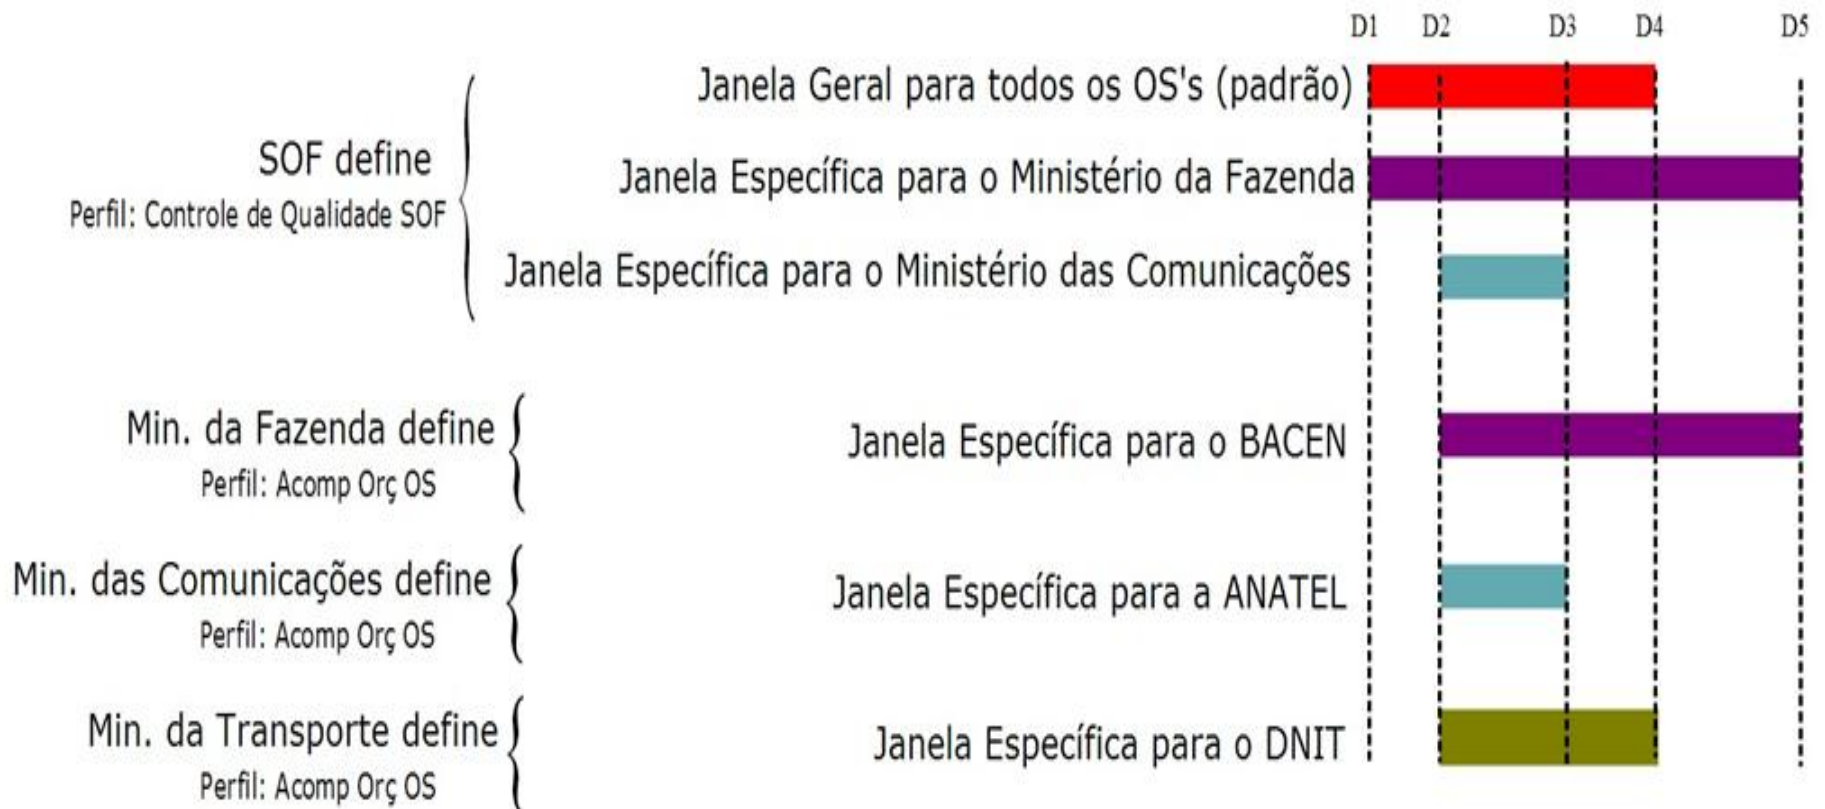 D1 D2 D3 D4 D5
Janela Geral para todos os OS's (padrão)
SOF define
Perfil: Controle de Qualidade SOF
Janela Específica para o Ministério da Fazenda
Janela Específica para o Ministério das Comunicações
Min. da Fazenda define
Perfil: Acomp Orç OS
Janela Específica para o BACEN
Min. das Comunicações define
Perfil: Acomp Orç OS
Janela Específica para a ANATEL
Min. da Transporte define
Perfil: Acomp Orç OS
Janela Específica para o DNIT